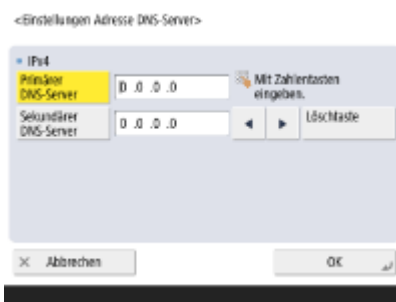 <Einstellungen Adresse DNS-Server>
IPv4
Primärer
DNS-Server
0 .0 .0 .0
Mit Zahlentasten
eingeben.
Sekundärer
DNS-Server
0 .0 .0 .0
◄
►
Löschtaste
× Abbrechen
OK